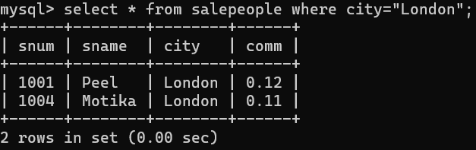 mysql> select * from salepeople where city="London";
+------+--------+--------+------+
| snum | sname  | city   | comm |
+------+--------+--------+------+
| 1001 | Peel   | London | 0.12 |
| 1004 | Motika | London | 0.11 |
+------+--------+--------+------+
2 rows in set (0.00 sec)